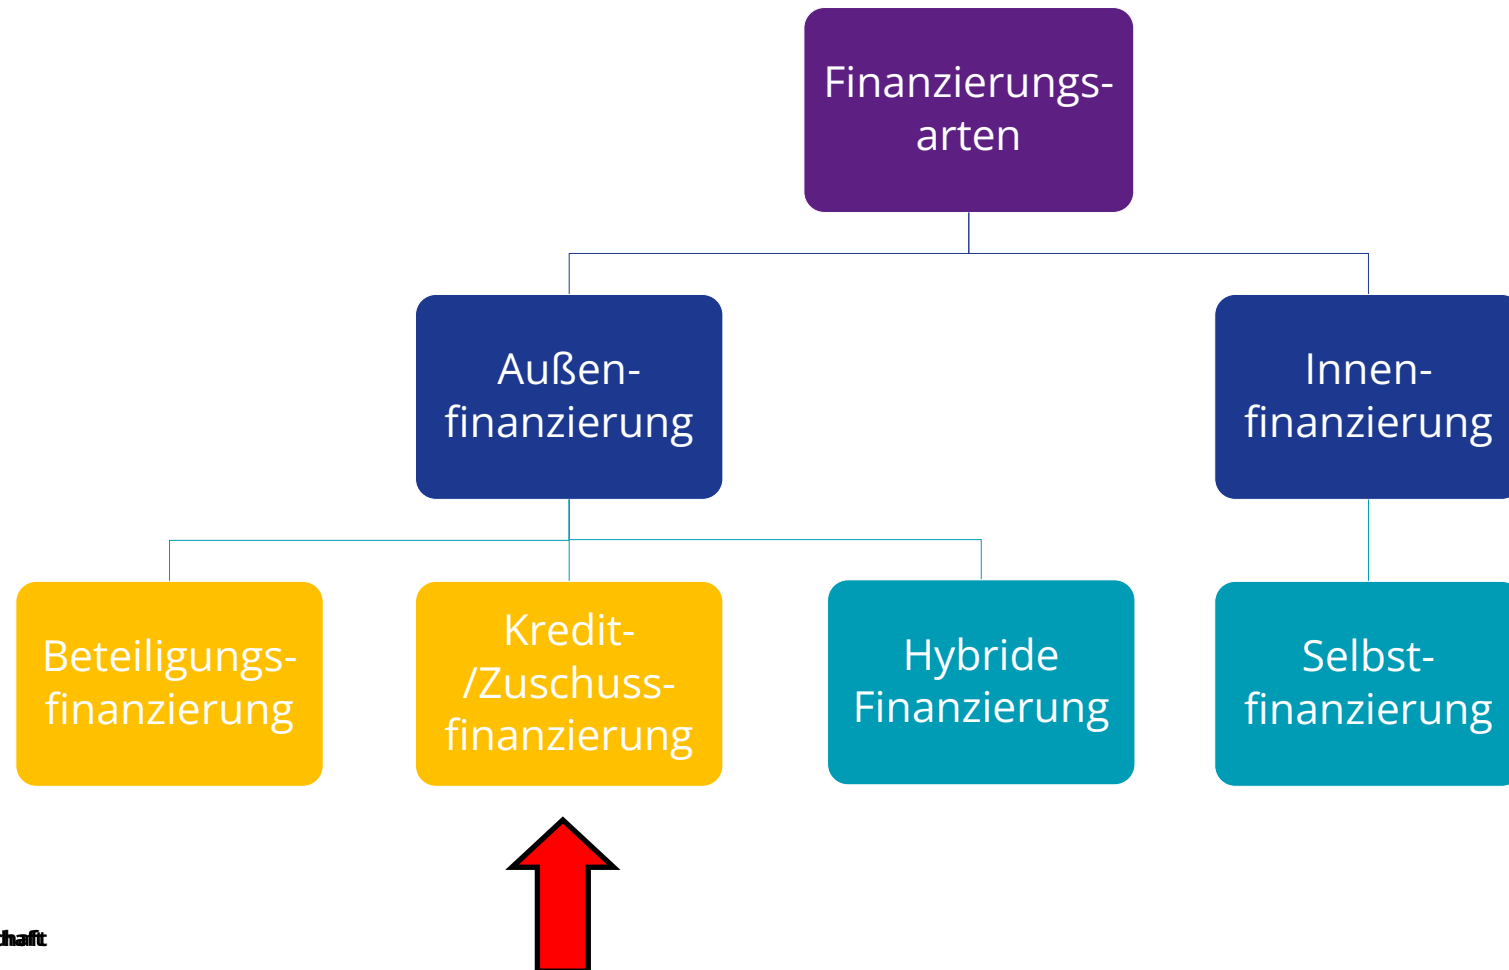 Finanzierungs-
arten
Außen-
finanzierung
Innen-
finanzierung
Beteiligungs-
finanzierung
Kredit-
/Zuschuss-
finanzierung
Hybride
Finanzierung
Selbst-
finanzierung